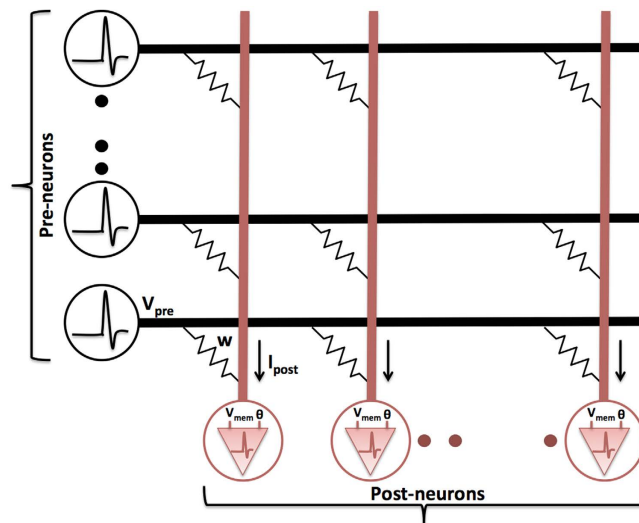 Pre-neurons
V_pre
w
I_post
V_mem θ
V_mem θ
V_mem θ
Post-neurons